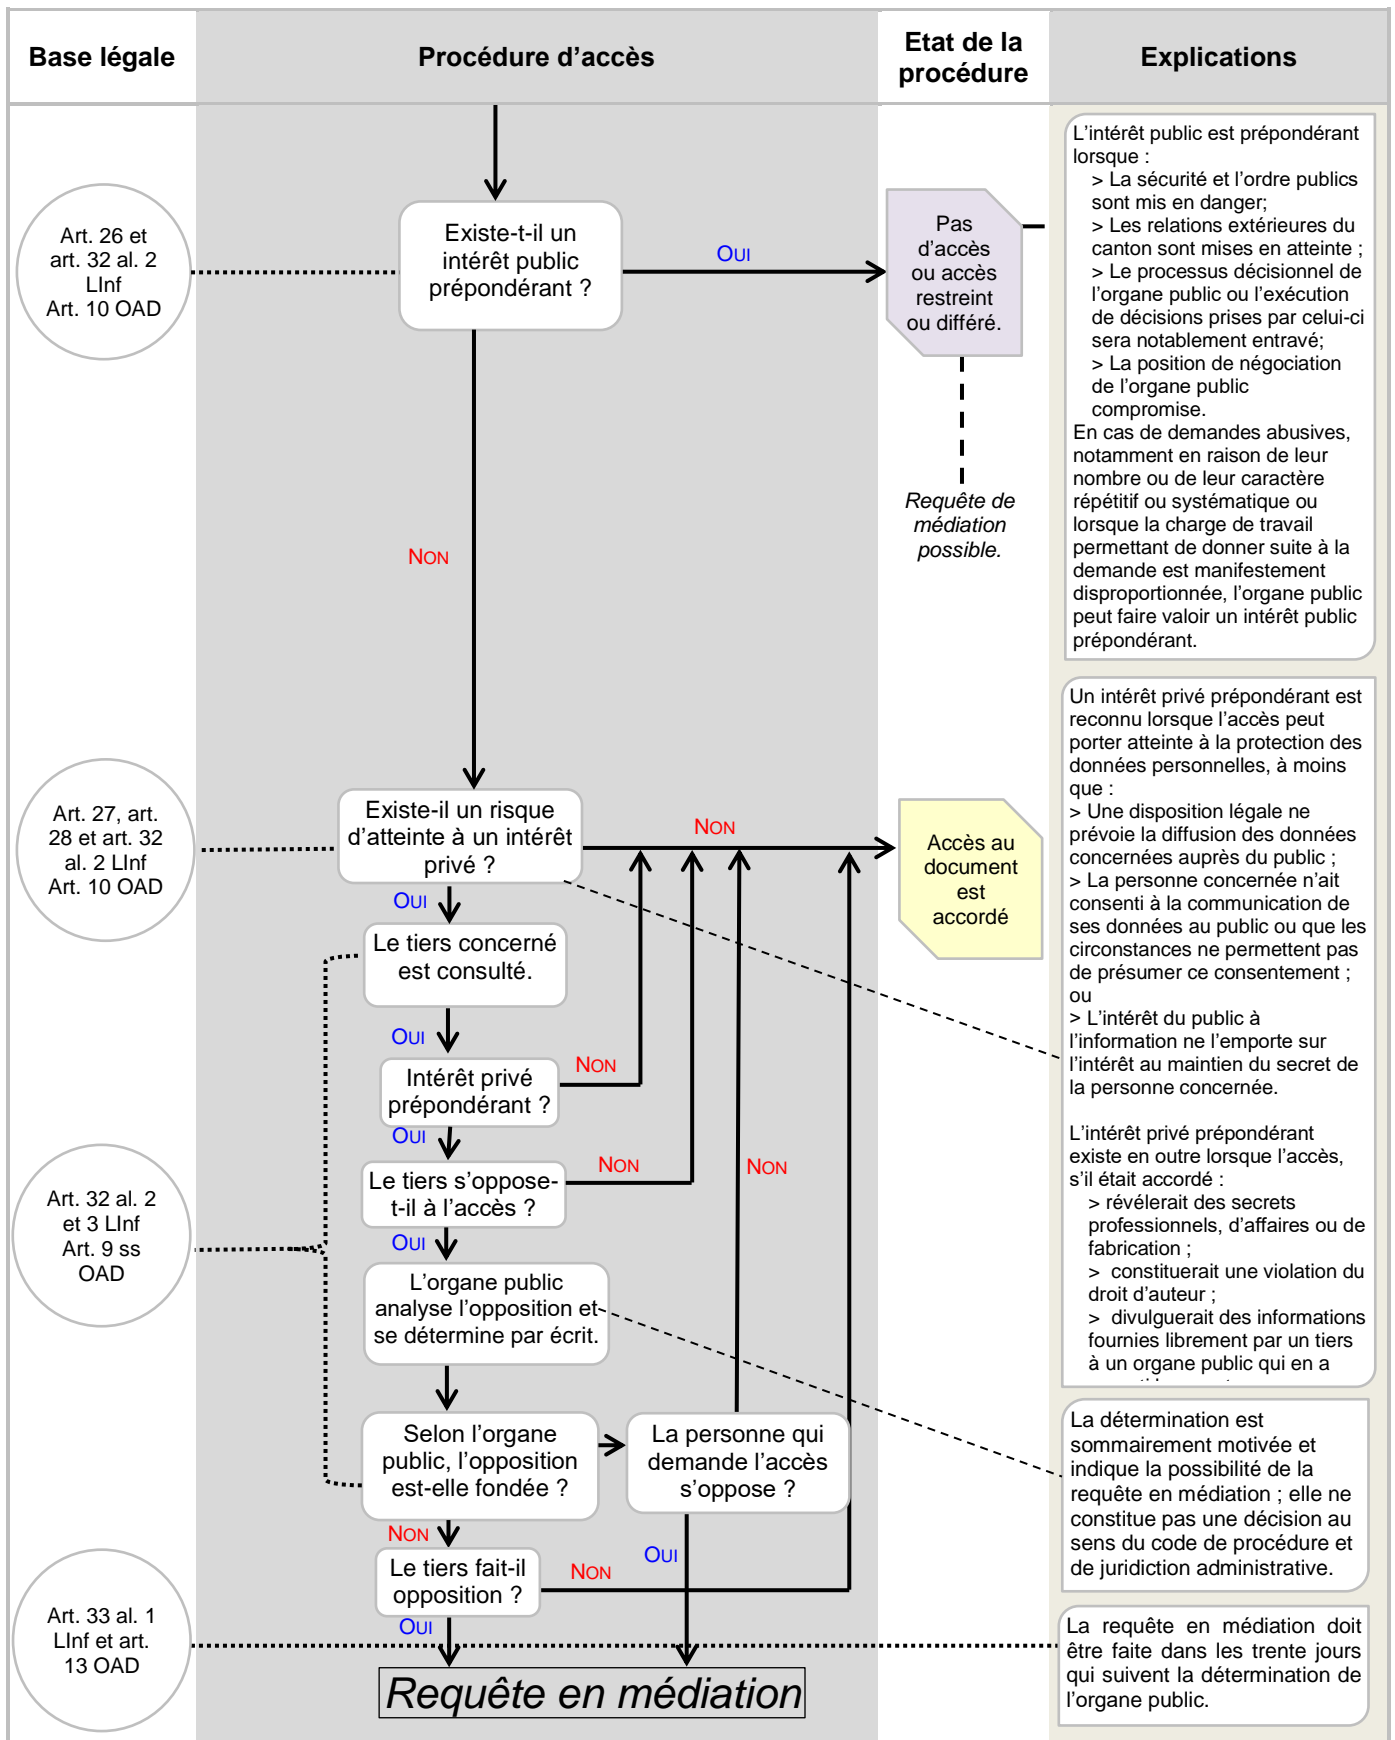 Base légale
Procédure d’accès
Etat de la
procédure
Explications
Art. 26 et
art. 32 al. 2
LInf
Art. 10 OAD
Existe-t-il un
intérêt public
prépondérant ?
OUI
Pas
d’accès
ou accès
restreint
ou différé.
Requête de
médiation
possible.
NON
L’intérêt public est prépondérant
lorsque :
> La sécurité et l’ordre publics
sont mis en danger;
> Les relations extérieures du
canton sont mises en atteinte ;
> Le processus décisionnel de
l’organe public ou l’exécution
de décisions prises par celui-ci
sera notablement entravé;
> La position de négociation
de l’organe public
compromise.
En cas de demandes abusives,
notamment en raison de leur
nombre ou de leur caractère
répétitif ou systématique ou
lorsque la charge de travail
permettant de donner suite à la
demande est manifestement
disproportionnée, l’organe public
peut faire valoir un intérêt public
prépondérant.
Art. 27, art.
28 et art. 32
al. 2 LInf
Art. 10 OAD
Existe-il un risque
d’atteinte à un intérêt
privé ?
NON
Accès au
document
est
accordé
OUI
Le tiers concerné
est consulté.
OUI
Intérêt privé
prépondérant ?
NON
OUI
Le tiers s’oppose-
t-il à l’accès ?
NON
NON
OUI
Un intérêt privé prépondérant est
reconnu lorsque l’accès peut
porter atteinte à la protection des
données personnelles, à moins
que :
> Une disposition légale ne
prévoie la diffusion des données
concernées auprès du public ;
> La personne concernée n’ait
consenti à la communication de
ses données au public ou que les
circonstances ne permettent pas
de présumer ce consentement ;
ou
> L’intérêt du public à
l’information ne l’emporte sur
l’intérêt au maintien du secret de
la personne concernée.
L’intérêt privé prépondérant
existe en outre lorsque l’accès,
s’il était accordé :
> révélerait des secrets
professionnels, d’affaires ou de
fabrication ;
> constituerait une violation du
droit d’auteur ;
> divulguerait des informations
fournies librement par un tiers
à un organe public qui en a
Art. 32 al. 2
et 3 LInf
Art. 9 ss
OAD
L’organe public
analyse l’opposition et
se détermine par écrit.
Selon l’organe
public, l’opposition
est-elle fondée ?
La personne qui
demande l’accès
s’oppose ?
NON
OUI
Le tiers fait-il
opposition ?
NON
OUI
La détermination est
sommairement motivée et
indique la possibilité de la
requête en médiation ; elle ne
constitue pas une décision au
sens du code de procédure et
de juridiction administrative.
Art. 33 al. 1
LInf et art.
13 OAD
La requête en médiation doit
être faite dans les trente jours
qui suivent la détermination de
l’organe public.
Requête en médiation